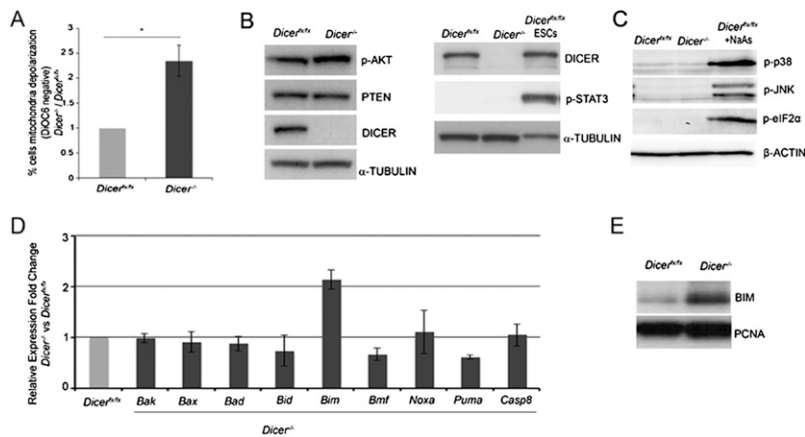 A
% cells mitochondria depolarization
(DiOC6 negative)
Dicer-/- / Dicerfx/fx
3
2.5
2
1.5
1
0.5
0
*
Dicerfx/fx
Dicer-/-
B
Dicerfx/fx
Dicer-/-
p-AKT
PTEN
DICER
α-TUBULIN
Dicerfx/fx
Dicer-/-
Dicerfx/fx
ESCs
DICER
p-STAT3
α-TUBULIN
C
Dicerfx/fx
Dicer-/-
Dicerfx/fx
+NaAs
p-p38
p-JNK
p-eIF2α
β-ACTIN
D
Relative Expression Fold Change
Dicer-/- vs Dicerfx/fx
3
2
1
0
Dicerfx/fx
Bak
Bax
Bad
Bid
Bim
Bmf
Noxa
Puma
Casp8
Dicer-/-
E
Dicerfx/fx
Dicer-/-
BIM
PCNA